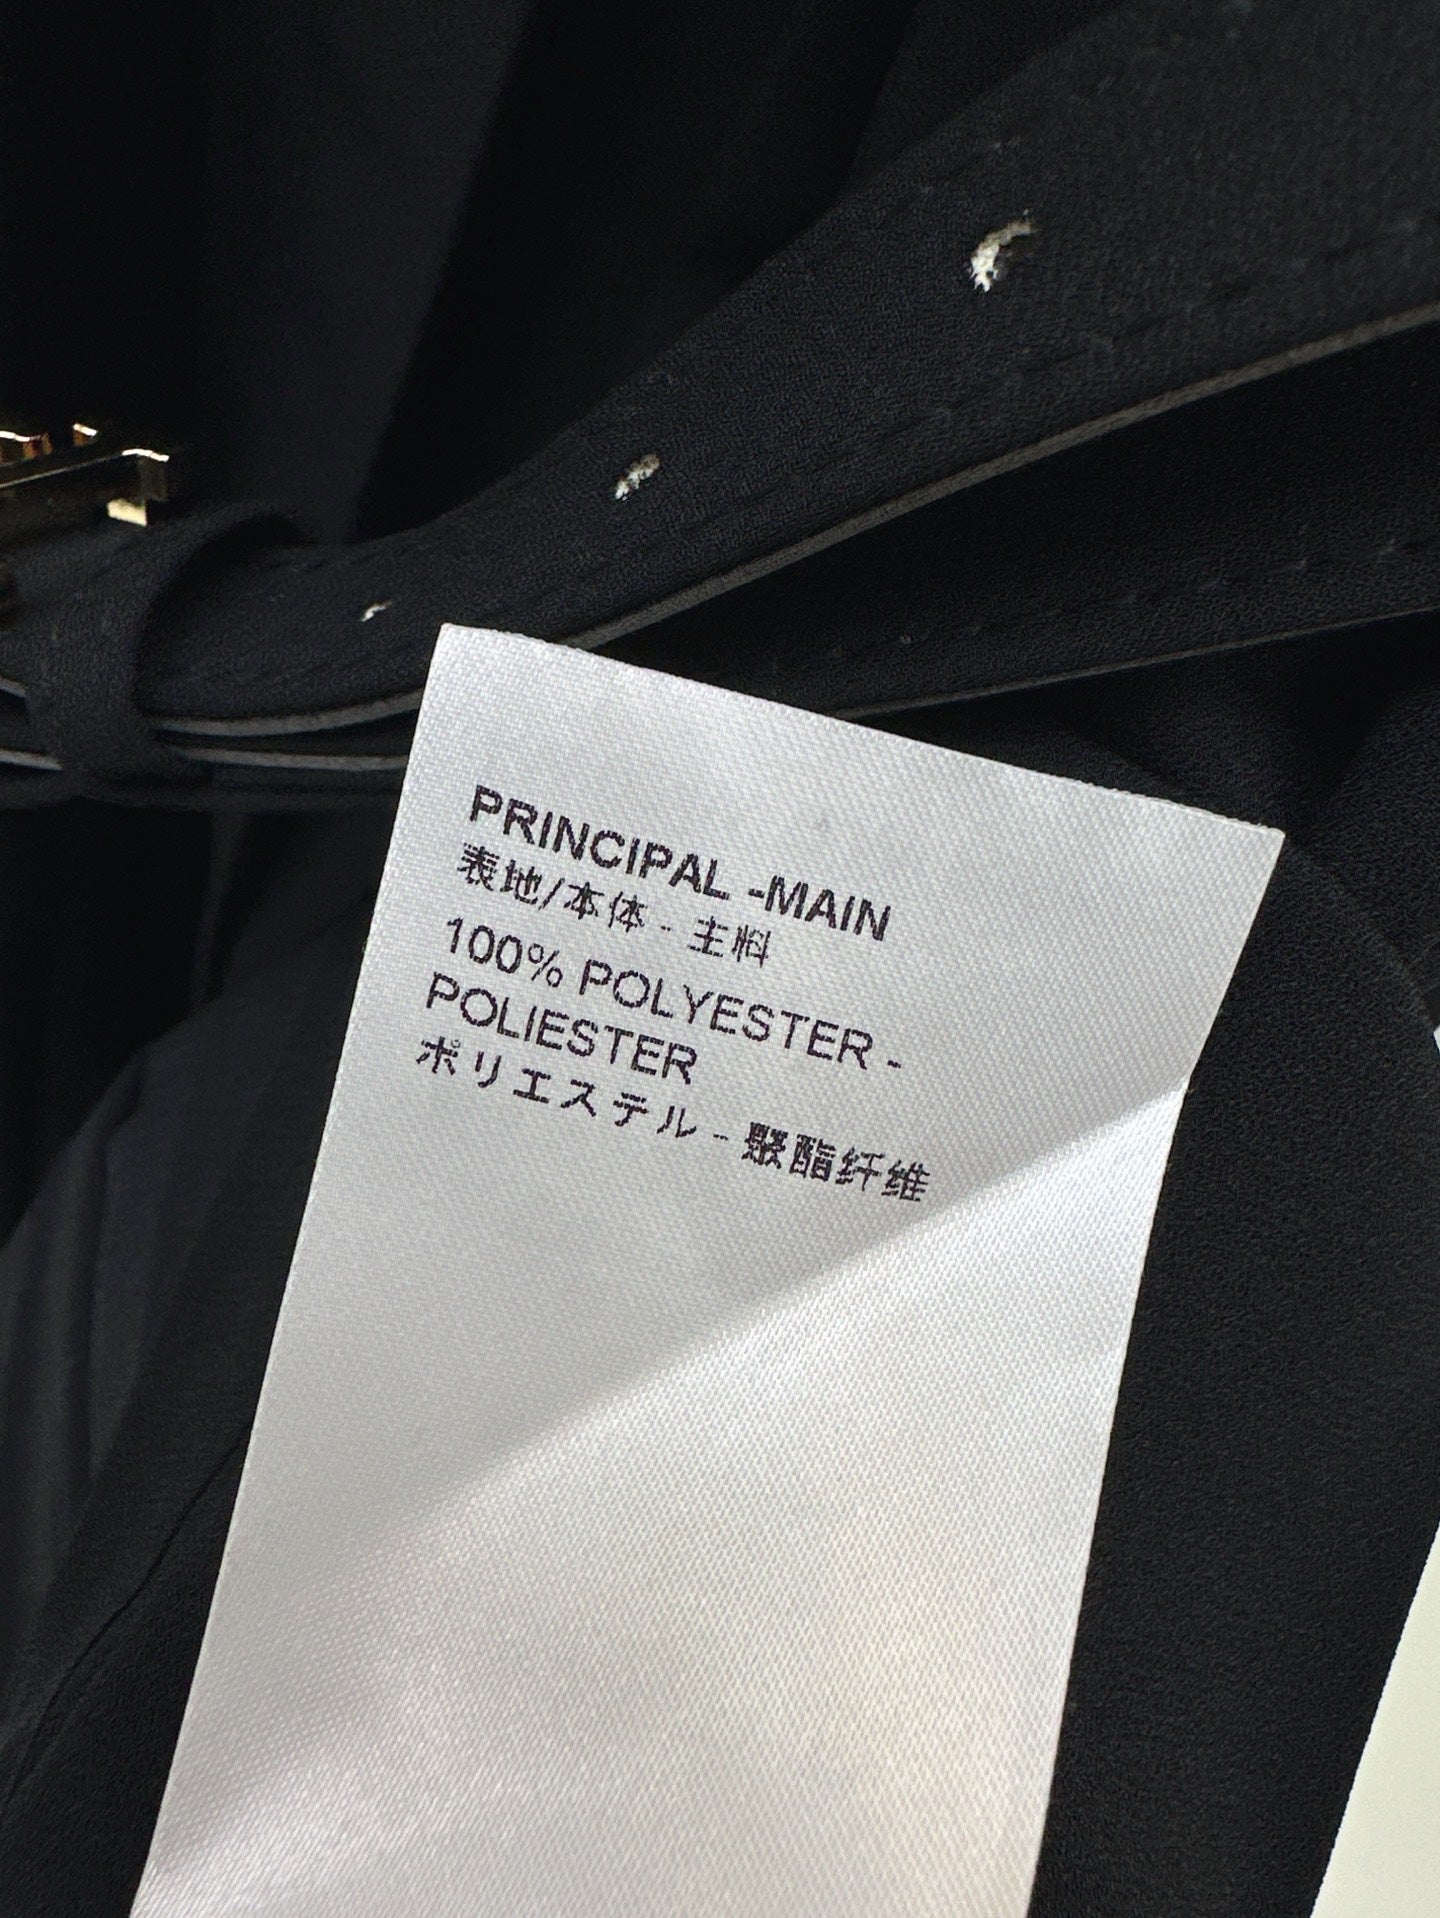 PRINCIPAL -MAIN
表地/本体 - 主料
100% POLYESTER -
POLIESTER
ポリエステル - 聚酯纤维